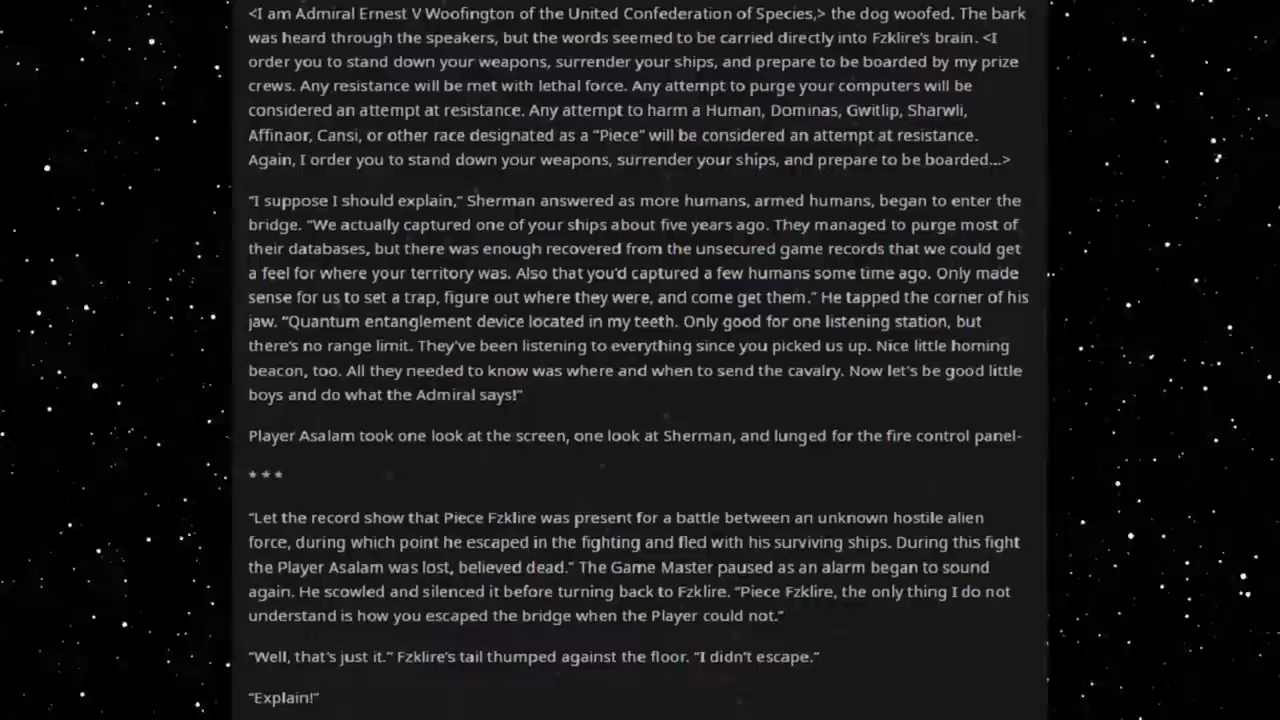 <I am Admiral Ernest V Woofington of the United Confederation of Species,> the dog woofed. The bark
was heard through the speakers, but the words seemed to be carried directly into Fzklire's brain. <I
order you to stand down your weapons, surrender your ships, and prepare to be boarded by my prize
crews. Any resistance will be met with lethal force. Any attempt to purge your computers will be
considered an attempt at resistance. Any attempt to harm a Human, Dominas, Gwitlip, Sharwli,
Affinaor, Cansi, or other race designated as a “Piece” will be considered an attempt at resistance.
Again, I order you to stand down your weapons, surrender your ships, and prepare to be boarded...>
“I suppose I should explain,” Sherman answered as more humans, armed humans, began to enter the
bridge. “We actually captured one of your ships about five years ago. They managed to purge most of
their databases, but there was enough recovered from the unsecured game records that we could get
a feel for where your territory was. Also that you'd captured a few humans some time ago. Only made
sense for us to set a trap, figure out where they were, and come get them.” He tapped the corner of his
jaw. “Quantum entanglement device located in my teeth. Only good for one listening station, but
there's no range limit. They've been listening to everything since you picked us up. Nice little homing
beacon, too. All they needed to know was where and when to send the cavalry. Now let's be good little
boys and do what the Admiral says!”
Player Asalam took one look at the screen, one look at Sherman, and lunged for the fire control panel-
* * *
“Let the record show that Piece Fzklire was present for a battle between an unknown hostile alien
force, during which point he escaped in the fighting and fled with his surviving ships. During this fight
the Player Asalam was lost, believed dead.” The Game Master paused as an alarm began to sound
again. He scowled and silenced it before turning back to Fzklire. “Piece Fzklire, the only thing I do not
understand is how you escaped the bridge when the Player could not.”
“Well, that's just it.” Fzklire's tail thumped against the floor. “I didn't escape.”
“Explain!”